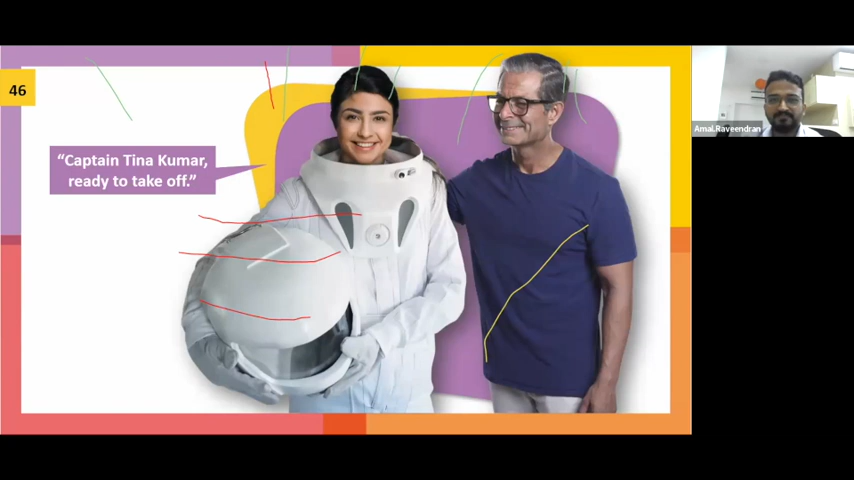 46
“Captain Tina Kumar,
ready to take off.”
Amal.Raveendran